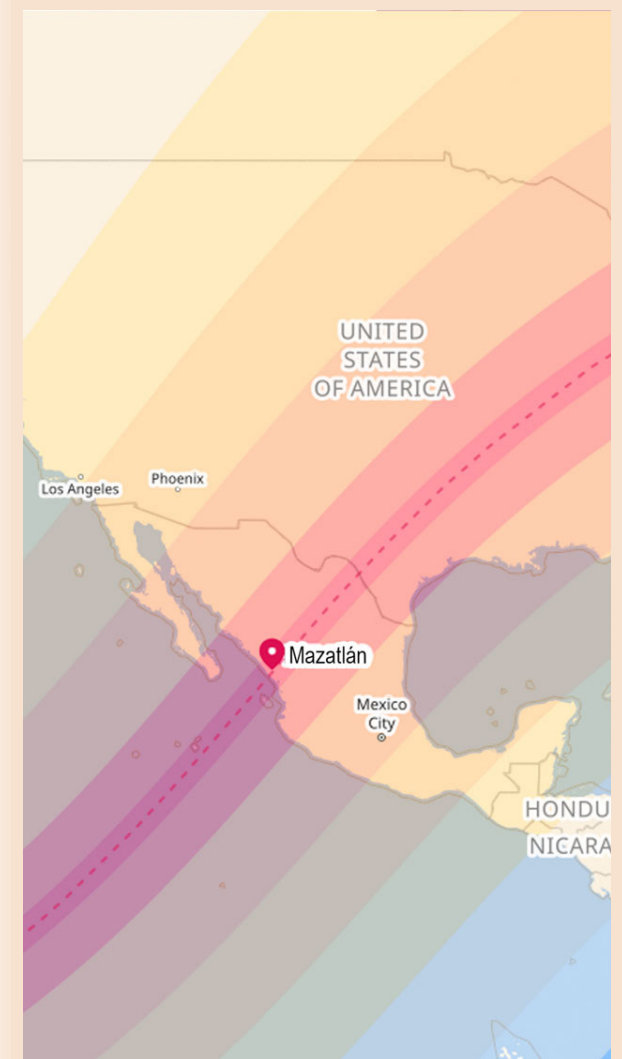 UNITED
STATES
OF AMERICA
Los Angeles
Phoenix
Mazatlán
Mexico
City
HONDU
NICARA